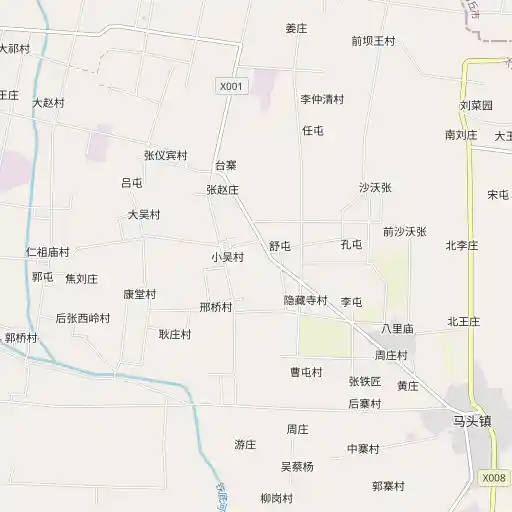 丘市
姜庄
前坝王村
大祁村
X001
王庄
大赵村
李仲清村
刘菜园
任屯
南刘庄
大王
张仪宾村
台寨
吕屯
张赵庄
沙沃张
宋屯
大吴村
前沙沃张
仁祖庙村
小吴村
舒屯
孔屯
北李庄
郭屯
焦刘庄
康堂村
邢桥村
隐藏寺村
李屯
后张西岭村
耿庄村
八里庙
北王庄
郭桥村
周庄村
曹屯村
张铁匠
黄庄
后寨村
马头镇
周庄
游庄
中寨村
吴蔡杨
X008
郭寨村
柳岗村